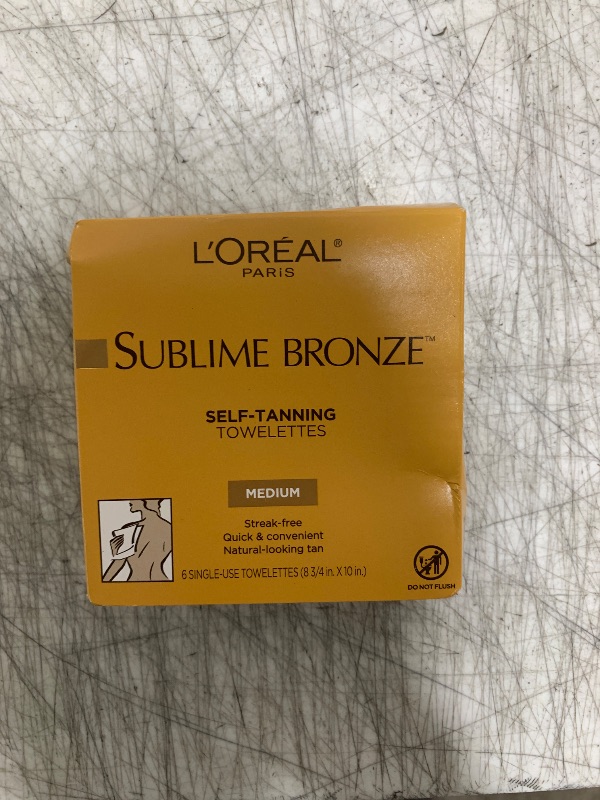 L'ORÉAL®
PARiS
SUBLIME BRONZE™
SELF-TANNING
TOWELETTES
MEDIUM
Streak-free
Quick & convenient
Natural-looking tan
6 SINGLE-USE TOWELETTES (8 3/4 in. X 10 in.)
DO NOT FLUSH